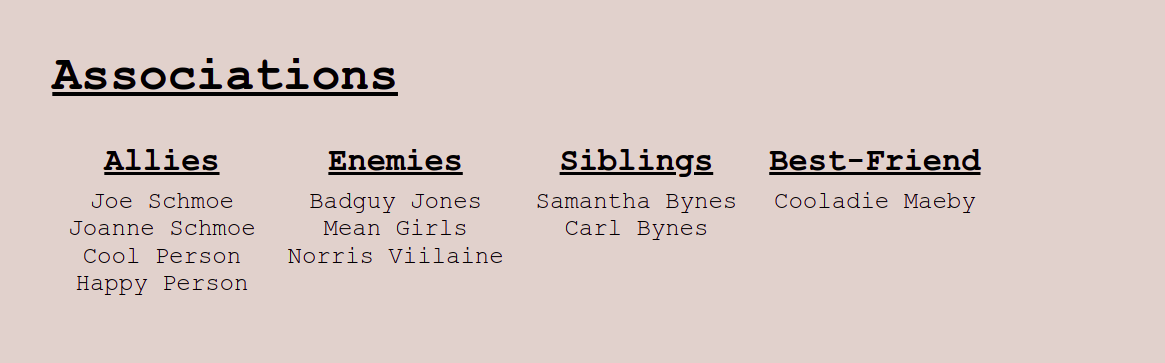 Associations
Allies
Joe Schmoe
Joanne Schmoe
Cool Person
Happy Person
Enemies
Badguy Jones
Mean Girls
Norris Viilaine
Siblings
Samantha Bynes
Carl Bynes
Best-Friend
Cooladie Maeby